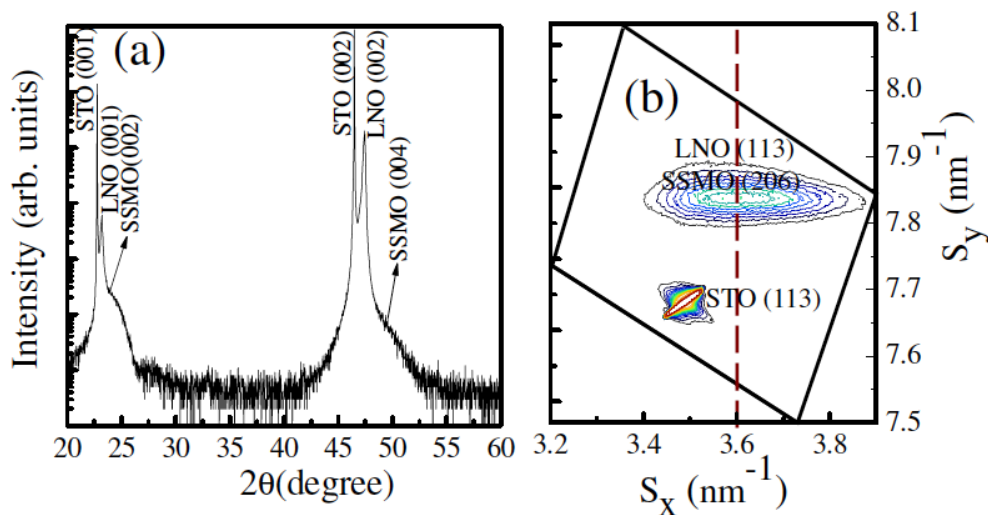 (a)
STO (001)
LNO (001)
SSMO(002)
STO (002)
LNO (002)
SSMO (004)
Intensity (arb. units)
20 25 30 35 40 45 50 55 60
2θ(degree)
(b)
LNO (113)
SSMO (206)
STO (113)
8.1
8.0
7.9
7.8
7.7
7.6
7.5
S_y (nm⁻¹)
3.2 3.4 3.6 3.8
S_x (nm⁻¹)